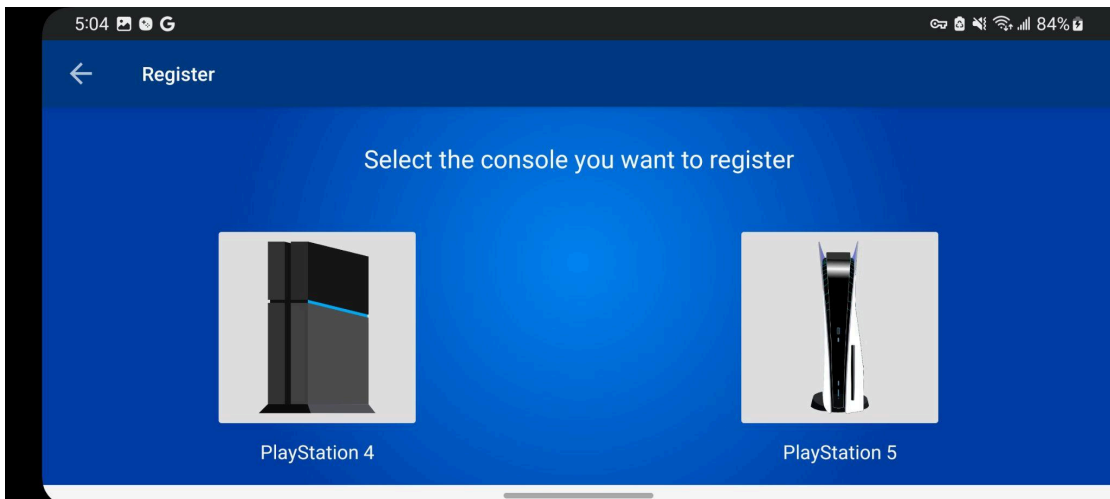 5:04 G
84%
Register
Select the console you want to register
PlayStation 4
PlayStation 5